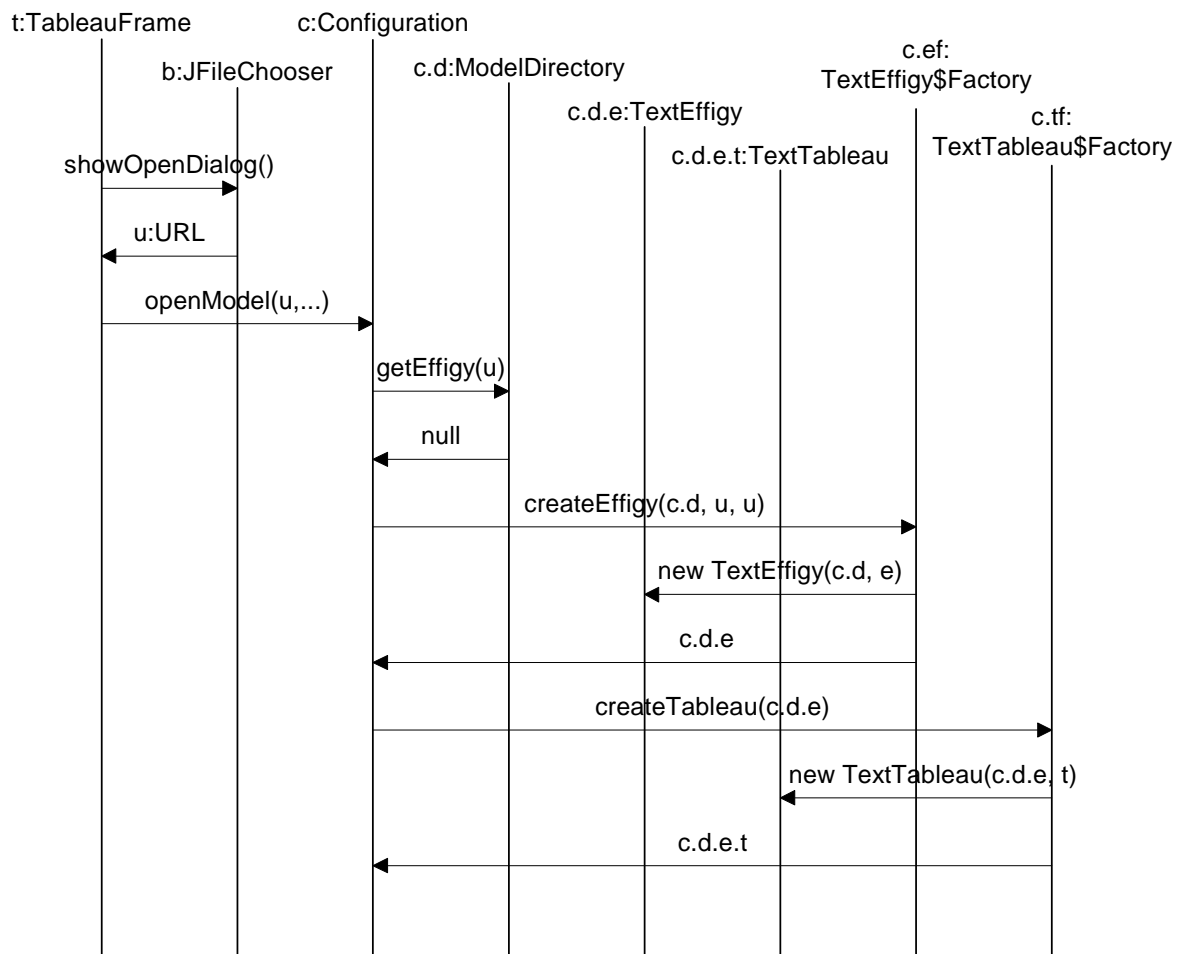 t:TableauFrame
c:Configuration
b:JFileChooser
c.d:ModelDirectory
c.ef:
TextEffigy$Factory
c.d.e:TextEffigy
c.tf:
TextTableau$Factory
c.d.e.t:TextTableau
showOpenDialog()
u:URL
openModel(u,...)
getEffigy(u)
null
createEffigy(c.d, u, u)
new TextEffigy(c.d, e)
c.d.e
createTableau(c.d.e)
new TextTableau(c.d.e, t)
c.d.e.t